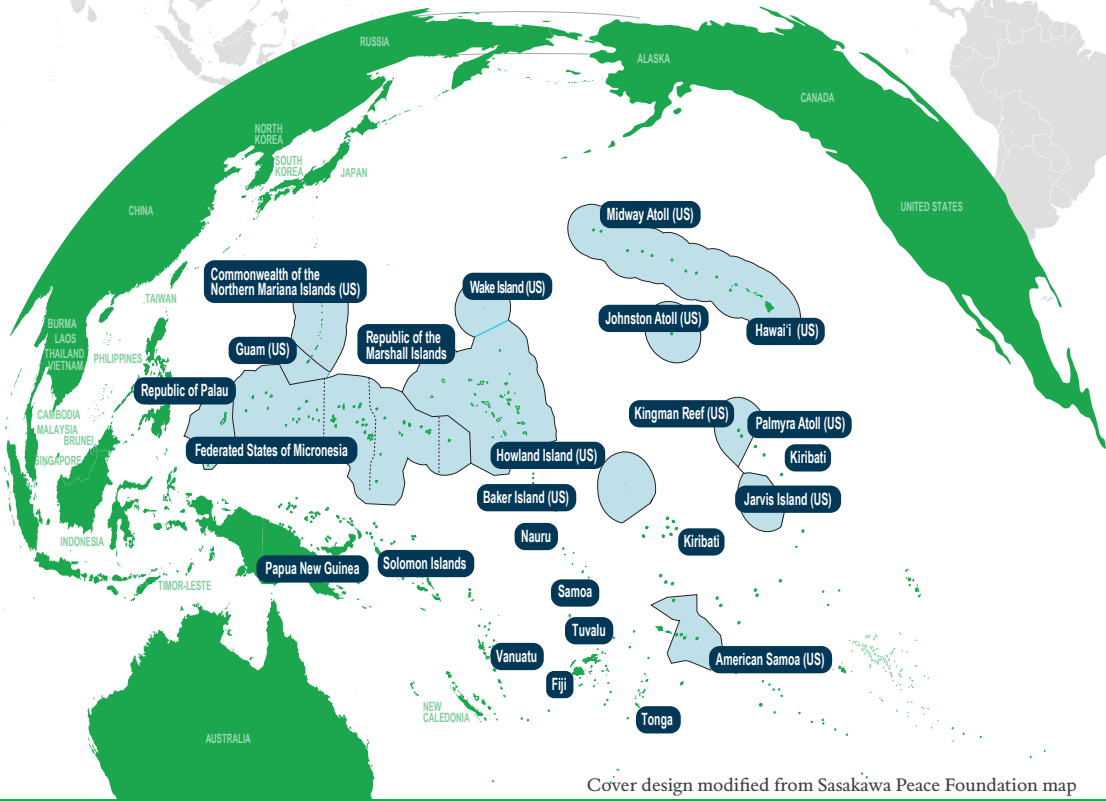 RUSSIA
ALASKA
CANADA
NORTH
KOREA
SOUTH
KOREA
JAPAN
CHINA
UNITED STATES
Midway Atoll (US)
Commonwealth of the
Northern Mariana Islands (US)
Wake Island (US)
TAIWAN
Johnston Atoll (US)
Hawai‘i (US)
BURMA
LAOS
THAILAND
VIETNAM
PHILIPPINES
Guam (US)
Republic of the
Marshall Islands
Republic of Palau
Kingman Reef (US)
Palmyra Atoll (US)
CAMBODIA
MALAYSIA
BRUNEI
SINGAPORE
Federated States of Micronesia
Howland Island (US)
Kiribati
Baker Island (US)
Jarvis Island (US)
INDONESIA
Nauru
Kiribati
Papua New Guinea
Solomon Islands
TIMOR-LESTE
Samoa
Tuvalu
Vanuatu
American Samoa (US)
Fiji
NEW
CALEDONIA
Tonga
AUSTRALIA
Cover design modified from Sasakawa Peace Foundation map